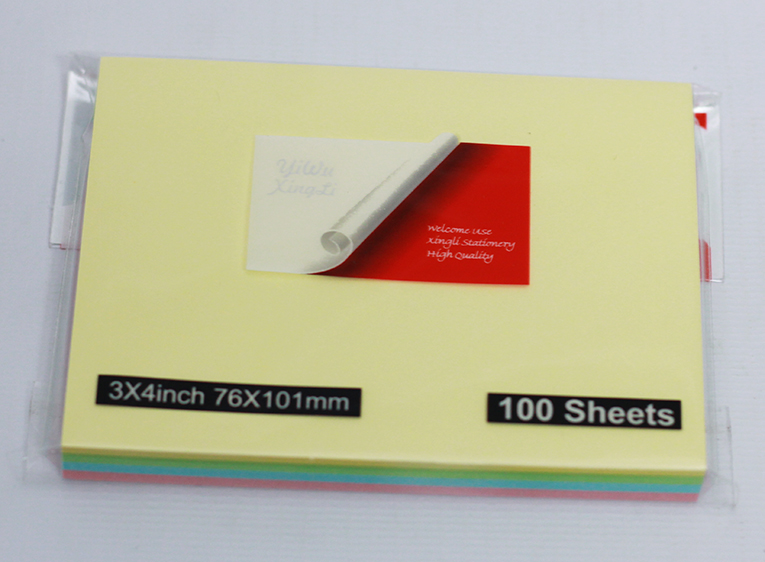 YiWu
XingLi
Welcome Use
Xingli Stationery
High Quality
3X4inch 76X101mm
100 Sheets